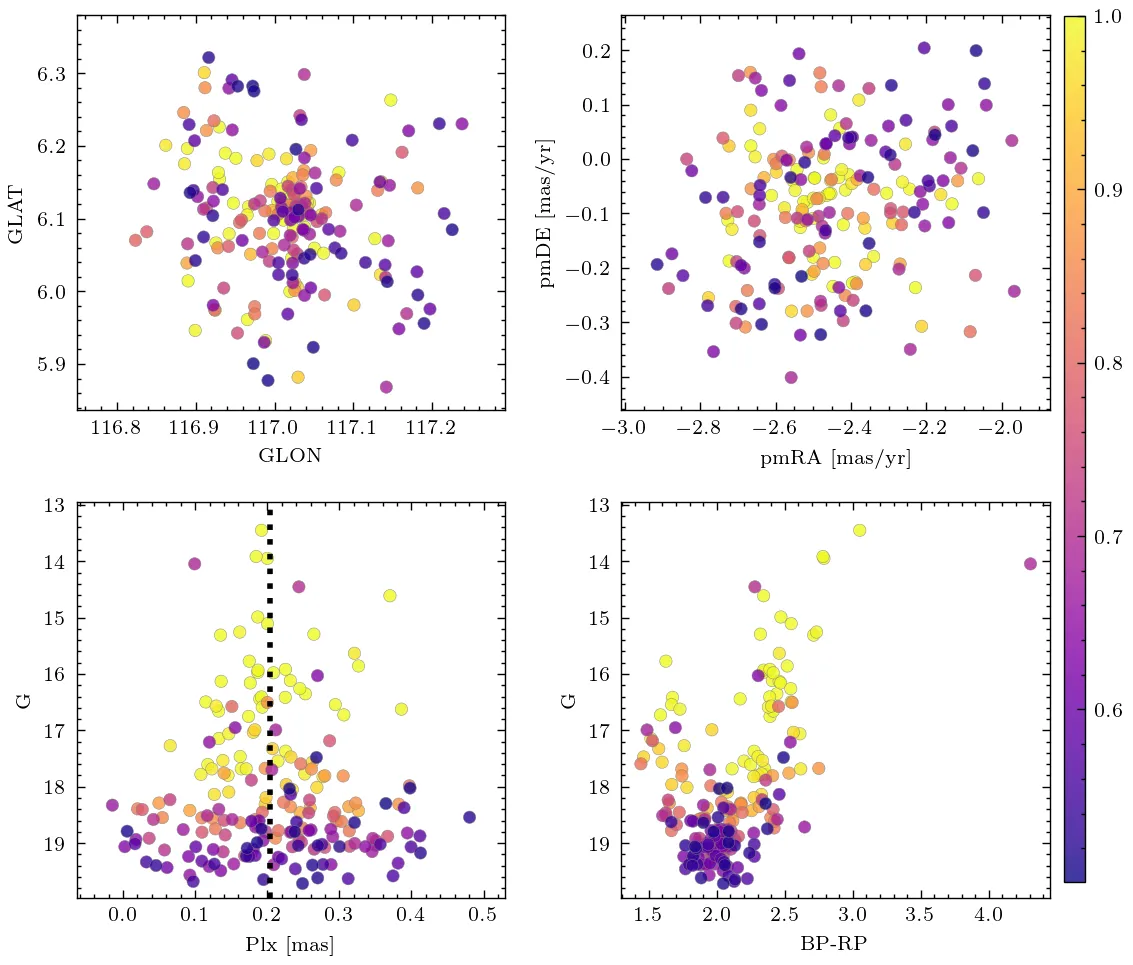 6.3
6.2
6.1
6.0
5.9
GLAT
116.8 116.9 117.0 117.1 117.2
GLON
0.2
0.1
0.0
−0.1
−0.2
−0.3
−0.4
pmDE [mas/yr]
−3.0 −2.8 −2.6 −2.4 −2.2 −2.0
pmRA [mas/yr]
1.0
0.9
0.8
0.7
0.6
13
14
15
16
17
18
19
G
0.0 0.1 0.2 0.3 0.4 0.5
Plx [mas]
13
14
15
16
17
18
19
G
1.5 2.0 2.5 3.0 3.5 4.0
BP-RP